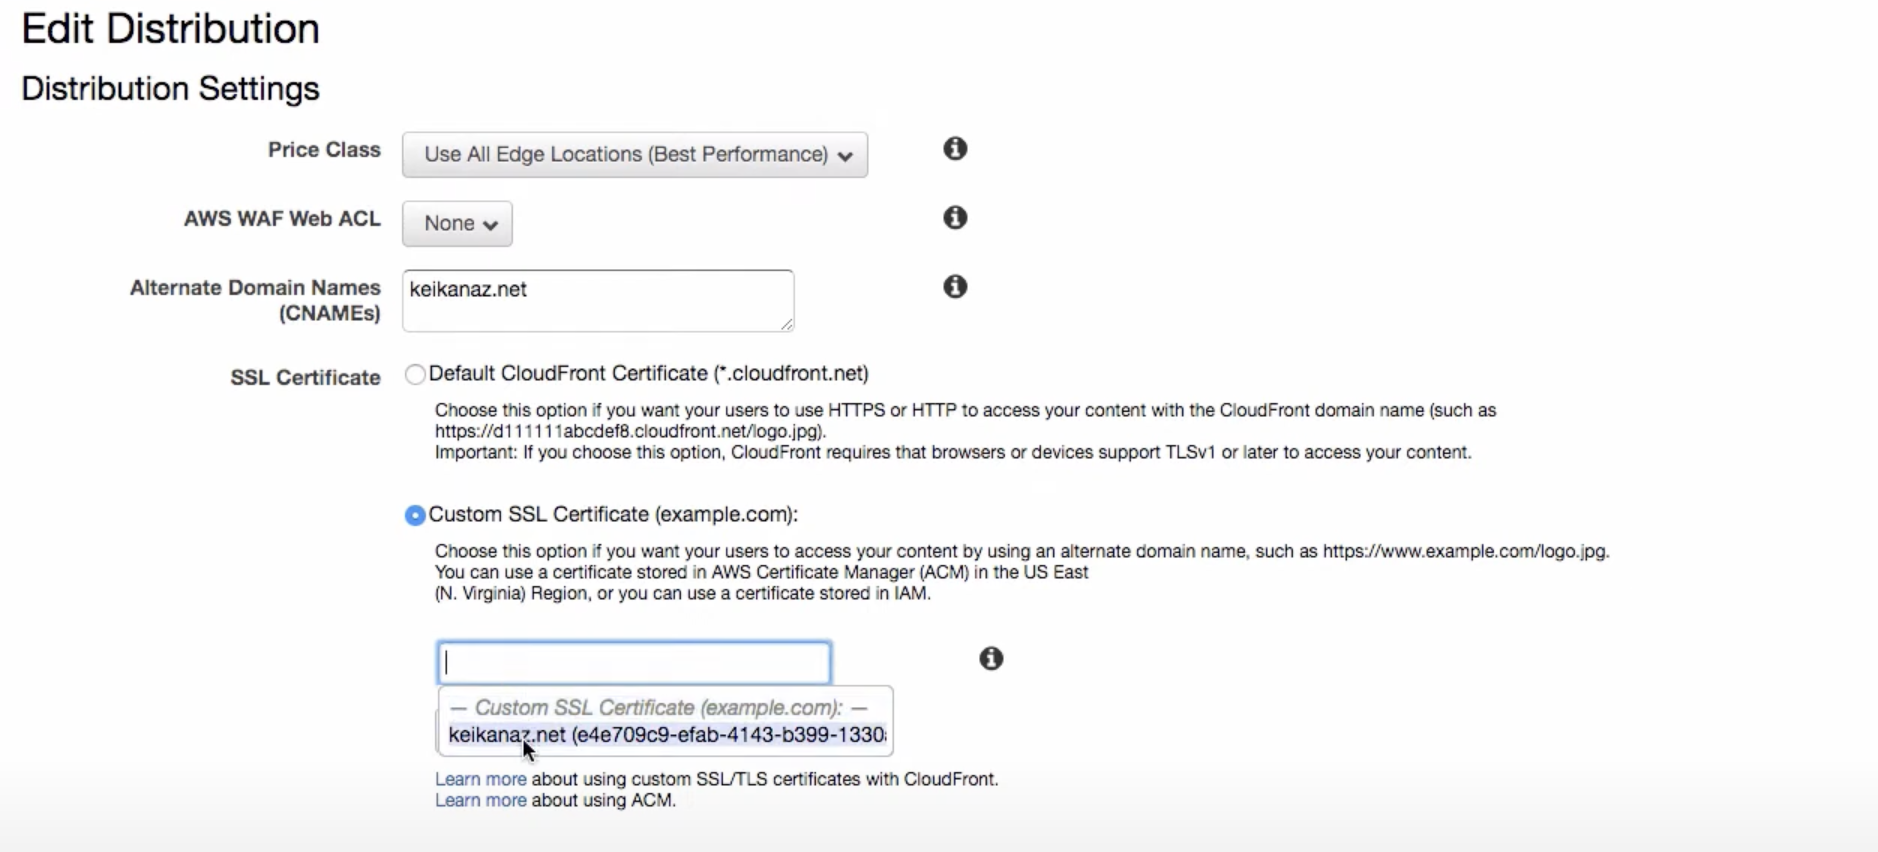 Edit Distribution
Distribution Settings
Price Class
Use All Edge Locations (Best Performance)
AWS WAF Web ACL
None
Alternate Domain Names
(CNAMEs)
keikanaz.net
SSL Certificate
Default CloudFront Certificate (*.cloudfront.net)
Choose this option if you want your users to use HTTPS or HTTP to access your content with the CloudFront domain name (such as
https://d111111abcdef8.cloudfront.net/logo.jpg).
Important: If you choose this option, CloudFront requires that browsers or devices support TLSv1 or later to access your content.
Custom SSL Certificate (example.com):
Choose this option if you want your users to access your content by using an alternate domain name, such as https://www.example.com/logo.jpg.
You can use a certificate stored in AWS Certificate Manager (ACM) in the US East
(N. Virginia) Region, or you can use a certificate stored in IAM.
— Custom SSL Certificate (example.com): —
keikanaz.net (e4e709c9-efab-4143-b399-1330
Learn more about using custom SSL/TLS certificates with CloudFront.
Learn more about using ACM.